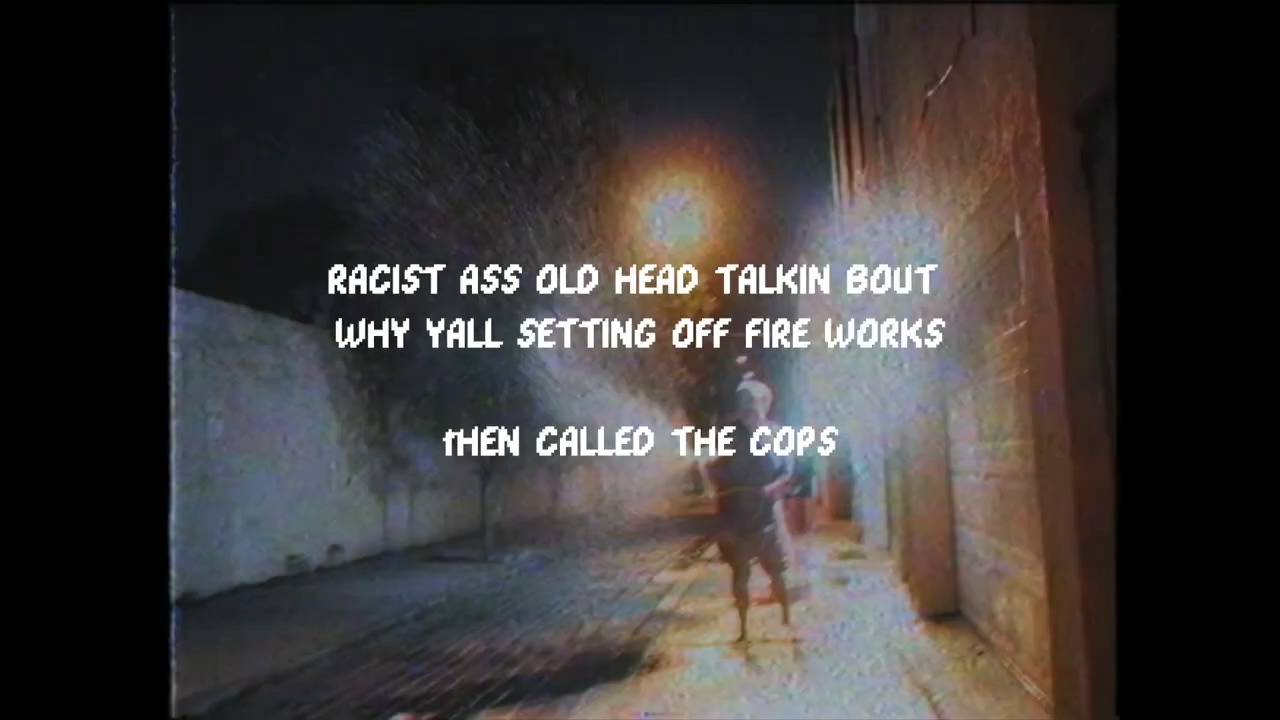 RACIST ASS OLD HEAD TALKIN BOUT
WHY YALL SETTING OFF FIRE WORKS
tHEN CALLED THE COPS